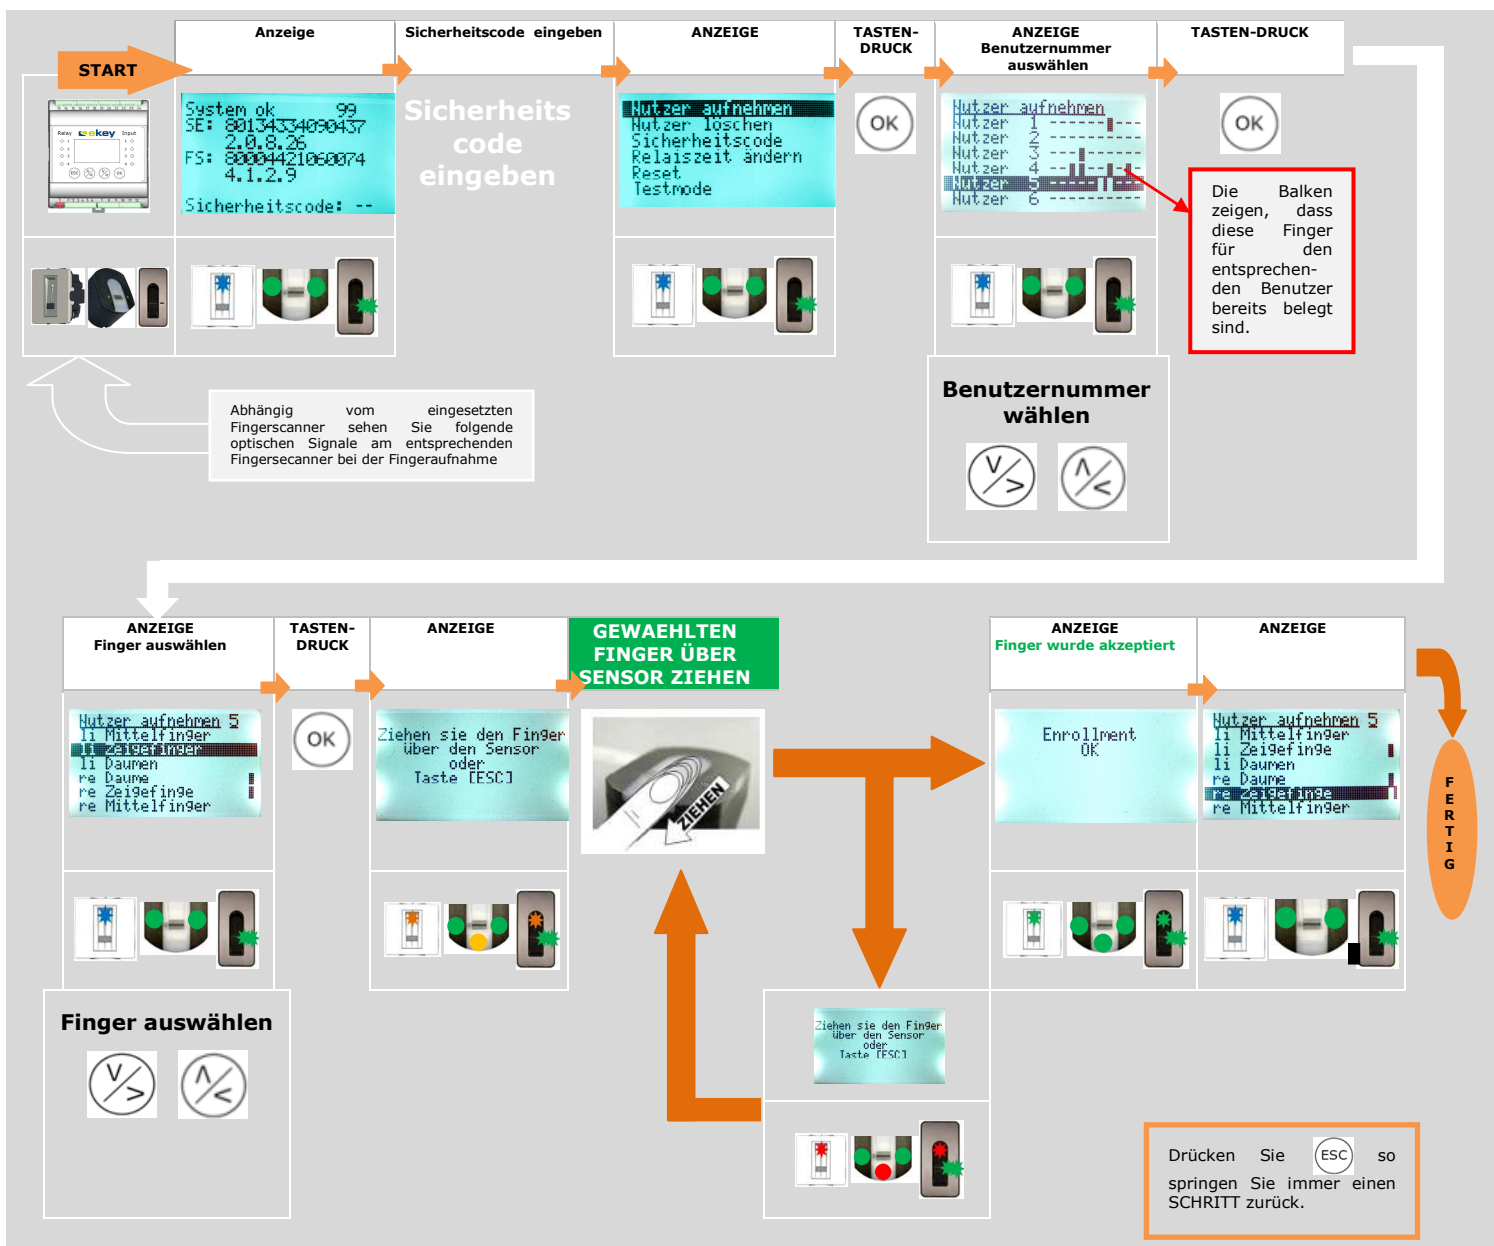 START
Anzeige
Sicherheitscode eingeben
ANZEIGE
TASTEN-
DRUCK
ANZEIGE
Benutzernummer
auswählen
TASTEN-DRUCK
Relay ekey Input
ESC
OK
System ok 99
SE: 80134334090437
2.0.8.26
FS: 80004421060074
4.1.2.9
Sicherheitscode: --
Sicherheits
code
eingeben
Nutzer aufnehmen
Nutzer löschen
Sicherheitscode
Relaiszeit ändern
Reset
Testmode
OK
Nutzer aufnehmen
Nutzer 1
Nutzer 2
Nutzer 3
Nutzer 4
Nutzer 5
Nutzer 6
OK
Die Balken
zeigen, dass
diese Finger
für den
entsprechen-
den Benutzer
bereits belegt
sind.
Abhängig vom eingesetzten
Fingerscanner sehen Sie folgende
optischen Signale am entsprechenden
Fingersecanner bei der Fingeraufnahme
Benutzernummer
wählen
V/>
Λ/<
ANZEIGE
Finger auswählen
TASTEN-
DRUCK
ANZEIGE
GEWAEHLTEN
FINGER ÜBER
SENSOR ZIEHEN
ANZEIGE
Finger wurde akzeptiert
ANZEIGE
Nutzer aufnehmen 5
li Mittelfinger
li Zeigefinger
li Daumen
re Daume
re Zeigefinge
re Mittelfinger
OK
Ziehen sie den Finger
über den Sensor
oder
Taste [ESC]
ZIEHEN
Enrollment
OK
Nutzer aufnehmen 5
li Mittelfinger
li Zeigefinge
li Daumen
re Daume
re Zeigefinge
re Mittelfinger
FERTIG
Finger auswählen
V/>
Λ/<
Ziehen sie den Finger
über den Sensor
oder
Taste [ESC]
Drücken Sie ESC so
springen Sie immer einen
SCHRITT zurück.